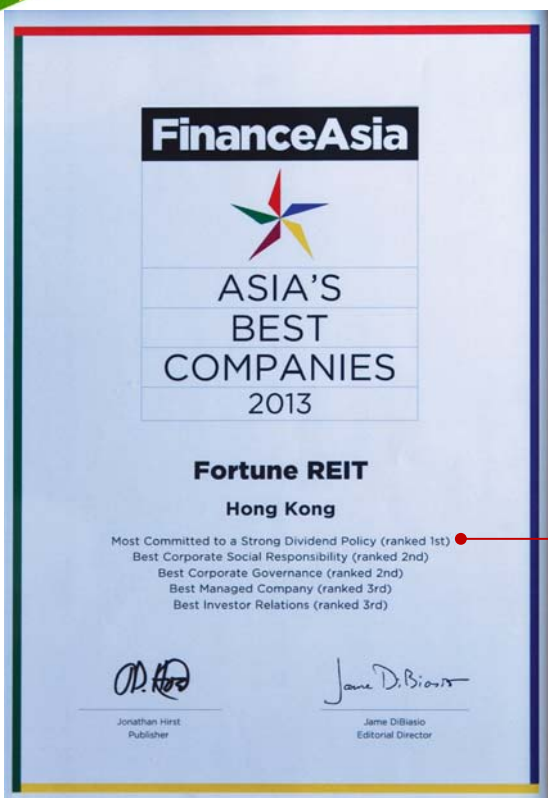 FinanceAsia
ASIA'S
BEST
COMPANIES
2013
Fortune REIT
Hong Kong
Most Committed to a Strong Dividend Policy (ranked 1st)
Best Corporate Social Responsibility (ranked 2nd)
Best Corporate Governance (ranked 2nd)
Best Managed Company (ranked 3rd)
Best Investor Relations (ranked 3rd)
Jame DiBiasio
Jonathan Hirst
Publisher
Jame DiBiasio
Editorial Director